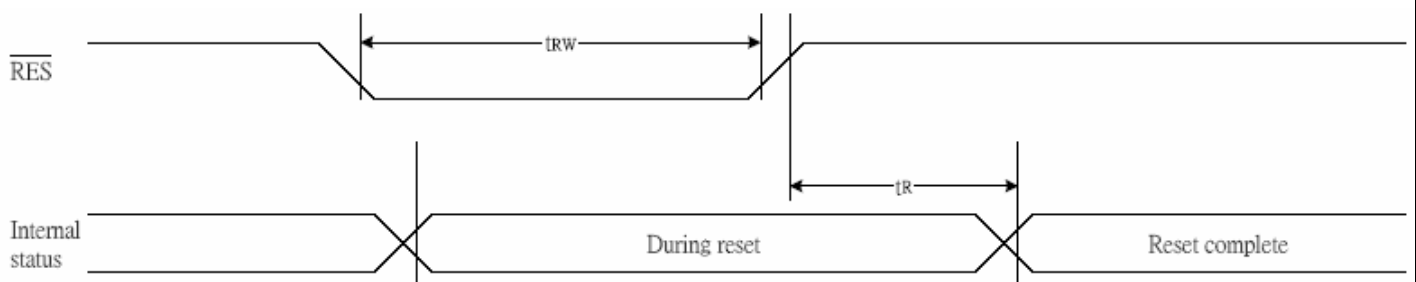 RES
tRW
tR
Internal
status
During reset
Reset complete